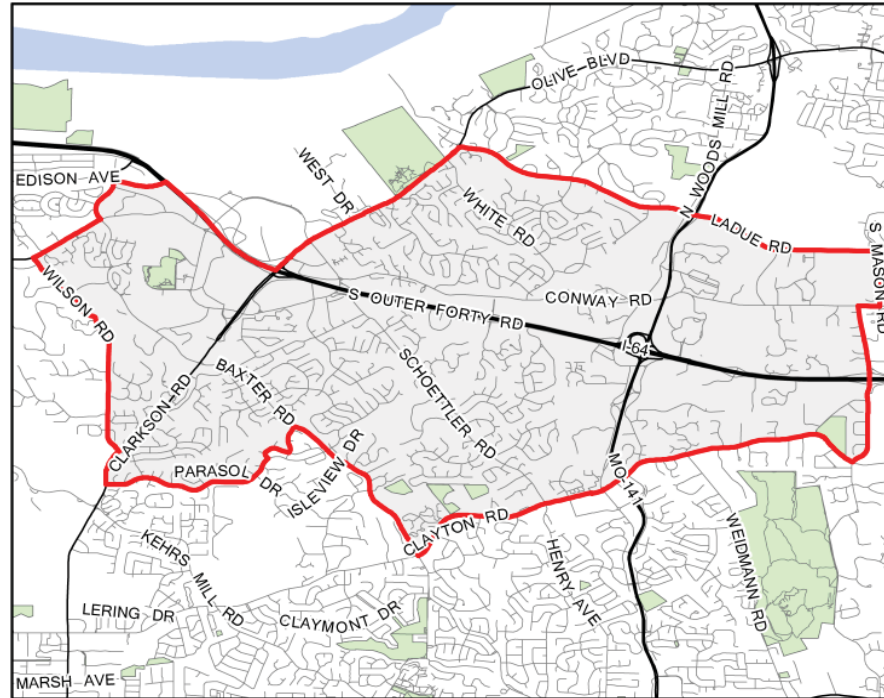 OLIVE BLVD
N WOODS MILL RD
EDISON AVE
WEST DR
WHITE RD
LADUE RD
S MASON RD
WILSON RD
S OUTER FORTY RD
CONWAY RD
I-64
BAXTER RD
SCHOETTLER RD
CLARKSON RD
PARASOL DR
ISLEVIEW DR
MO-141
CLAYTON RD
WEIDMANN RD
KEHRS MILL RD
HENRY AVE
LERING DR
CLAYMONT DR
MARSH AVE